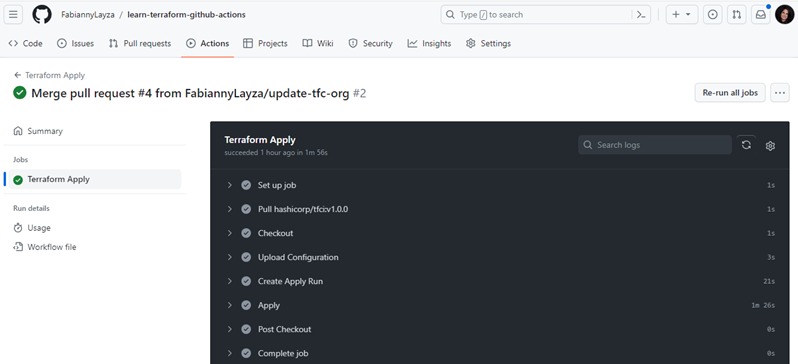 FabiannyLayza / learn-terraform-github-actions
Type / to search
Code Issues Pull requests Actions Projects Wiki Security Insights Settings
Terraform Apply
Merge pull request #4 from FabiannyLayza/update-tfc-org #2
Re-run all jobs
Summary
Jobs
Terraform Apply
Run details
Usage
Workflow file
Terraform Apply
succeeded 1 hour ago in 1m 56s
Search logs
Set up job 1s
Pull hashicorp/tfci:v1.0.0 1s
Checkout 1s
Upload Configuration 3s
Create Apply Run 21s
Apply 1m 26s
Post Checkout 0s
Complete job 0s